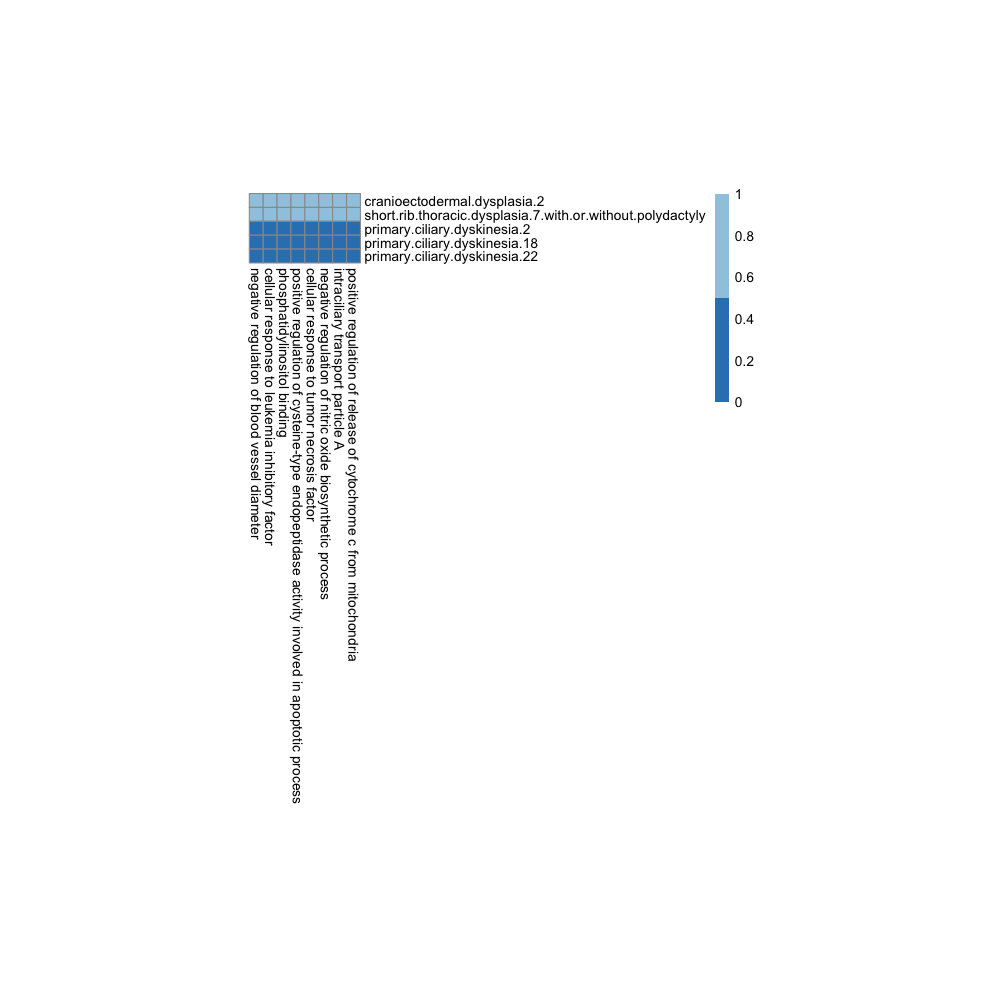 cranioectodermal.dysplasia.2
short.rib.thoracic.dysplasia.7.with.or.without.polydactyly
primary.ciliary.dyskinesia.2
primary.ciliary.dyskinesia.18
primary.ciliary.dyskinesia.22
1
0.8
0.6
0.4
0.2
0
negative regulation of blood vessel diameter
cellular response to leukemia inhibitory factor
phosphatidylinositol binding
positive regulation of cysteine-type endopeptidase activity involved in apoptotic process
cellular response to tumor necrosis factor
negative regulation of nitric oxide biosynthetic process
intraciliary transport particle A
positive regulation of release of cytochrome c from mitochondria